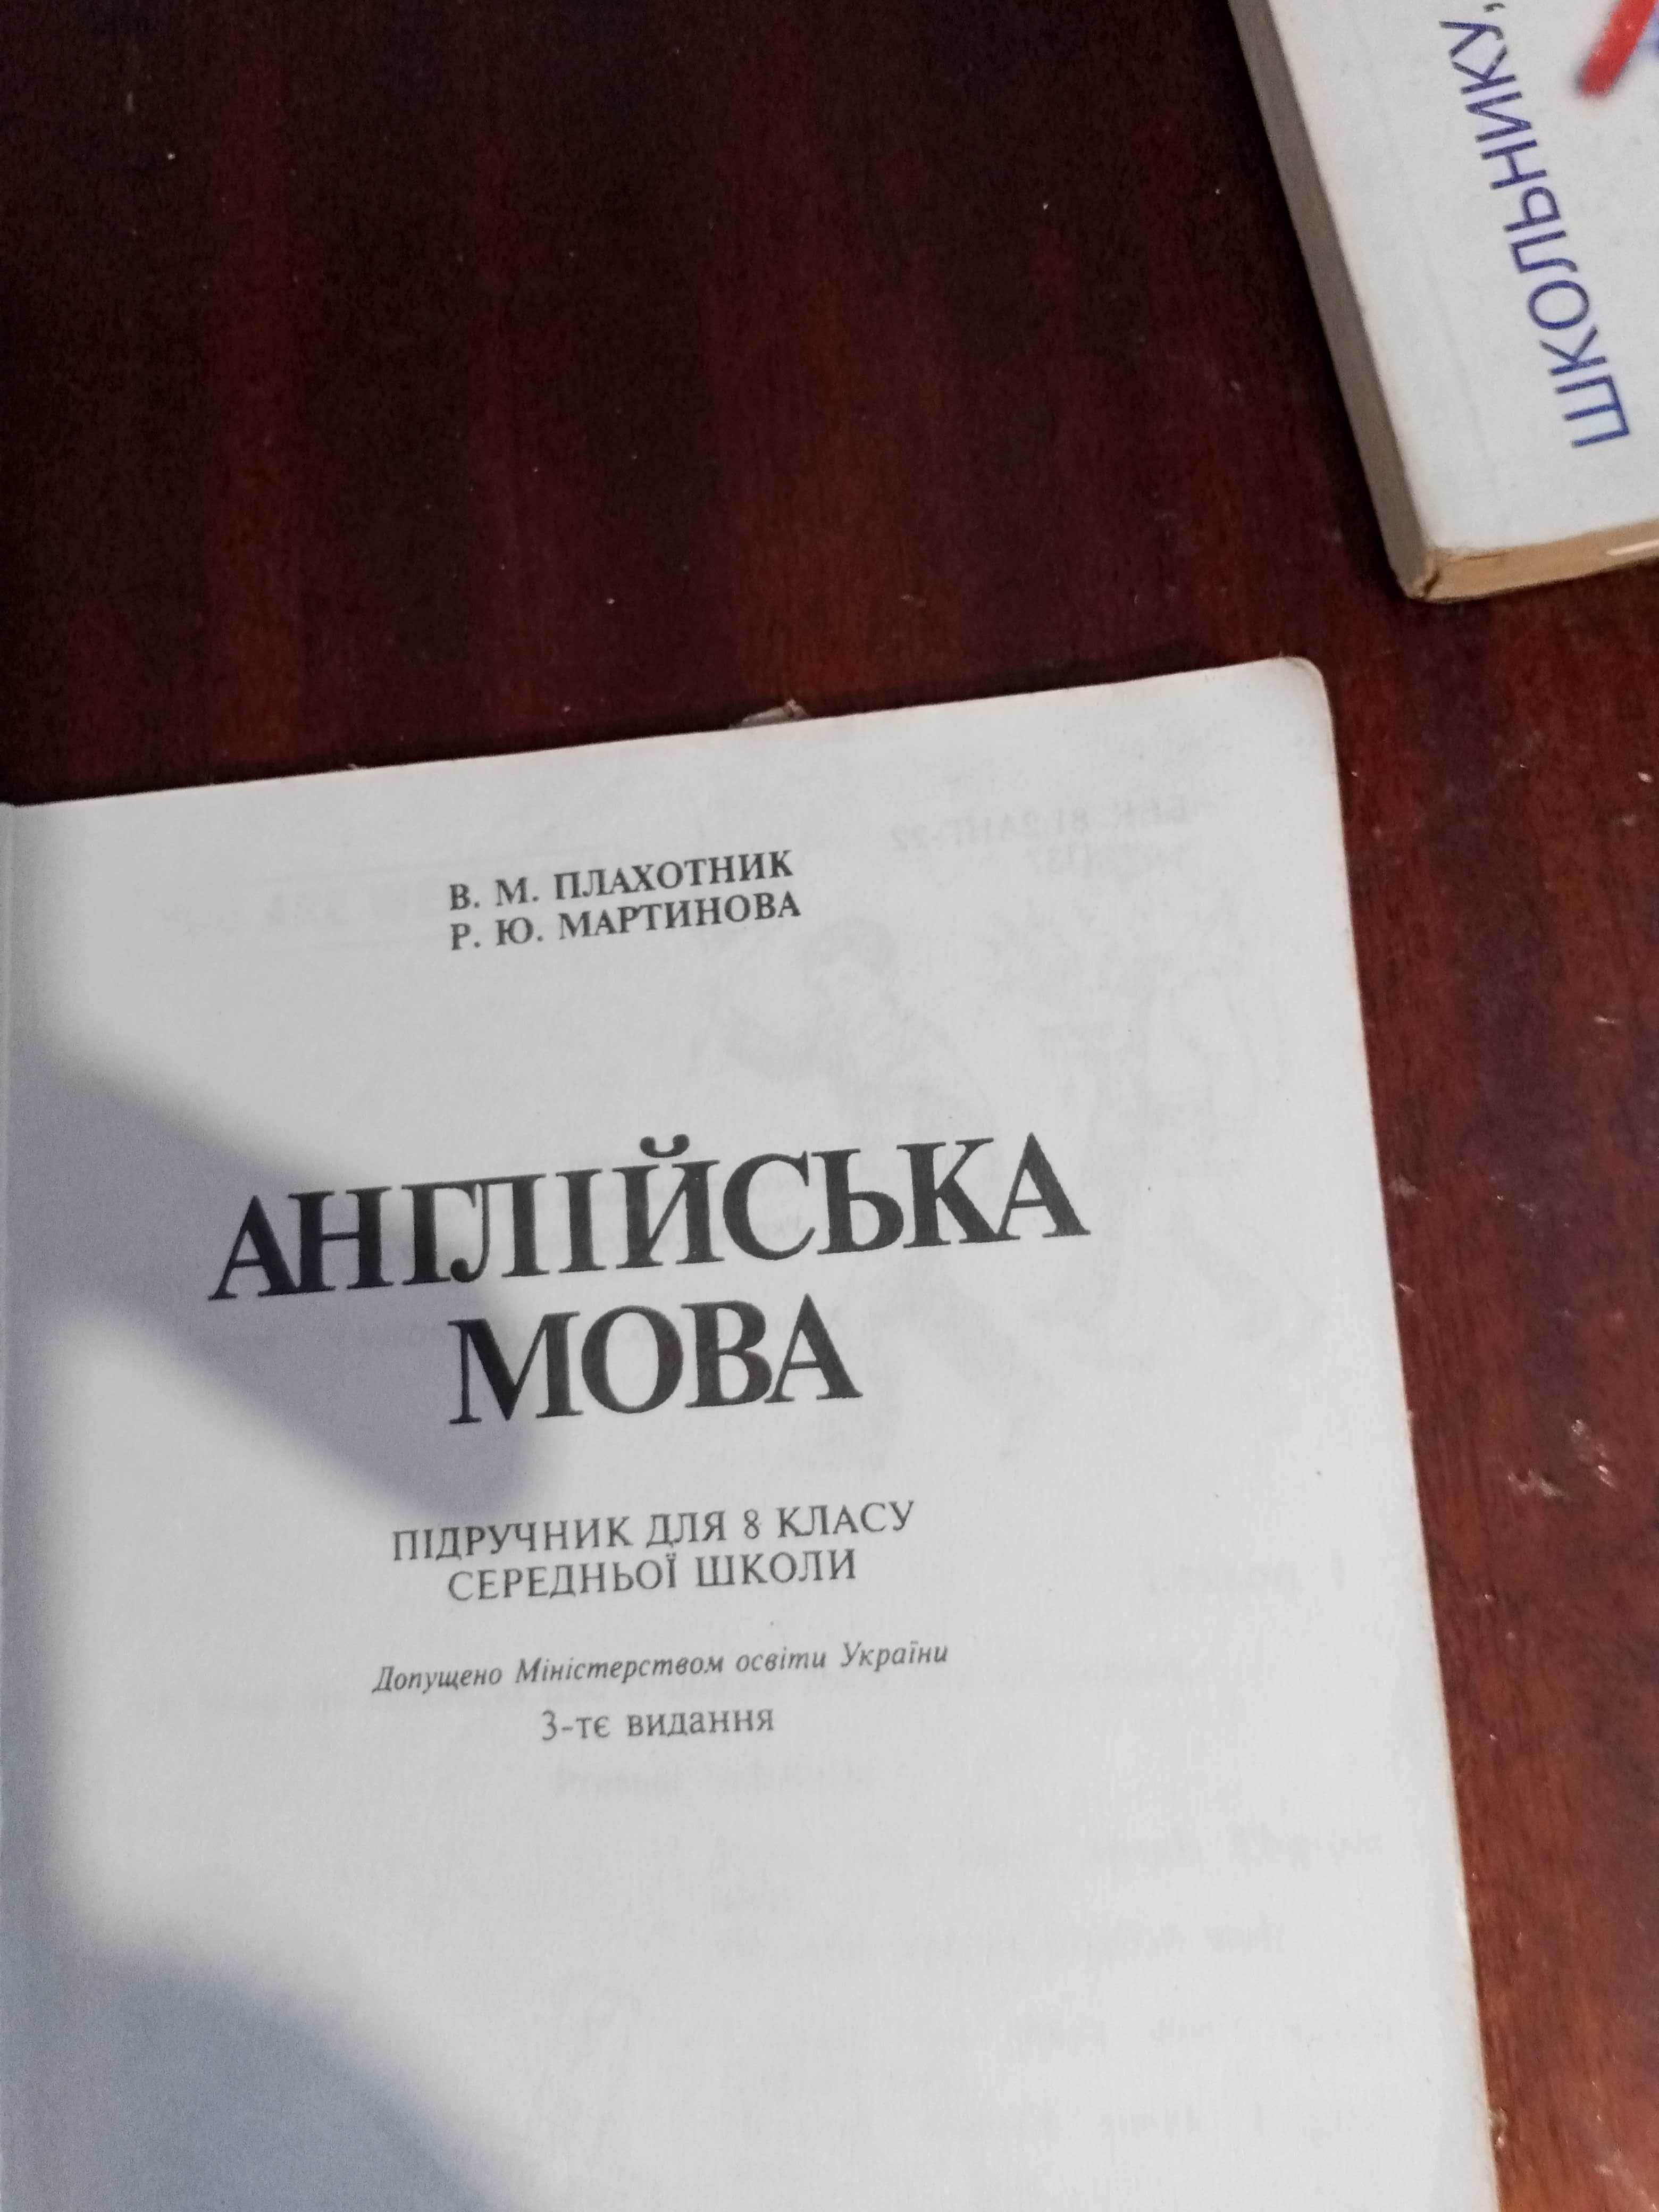 ШКОЛЬНИКУ,
В. М. ПЛАХОТНИК
Р. Ю. МАРТИНОВА
АНГЛІЙСЬКА
МОВА
ПІДРУЧНИК ДЛЯ 8 КЛАСУ
СЕРЕДНЬОЇ ШКОЛИ
Допущено Міністерством освіти України
3-тє видання